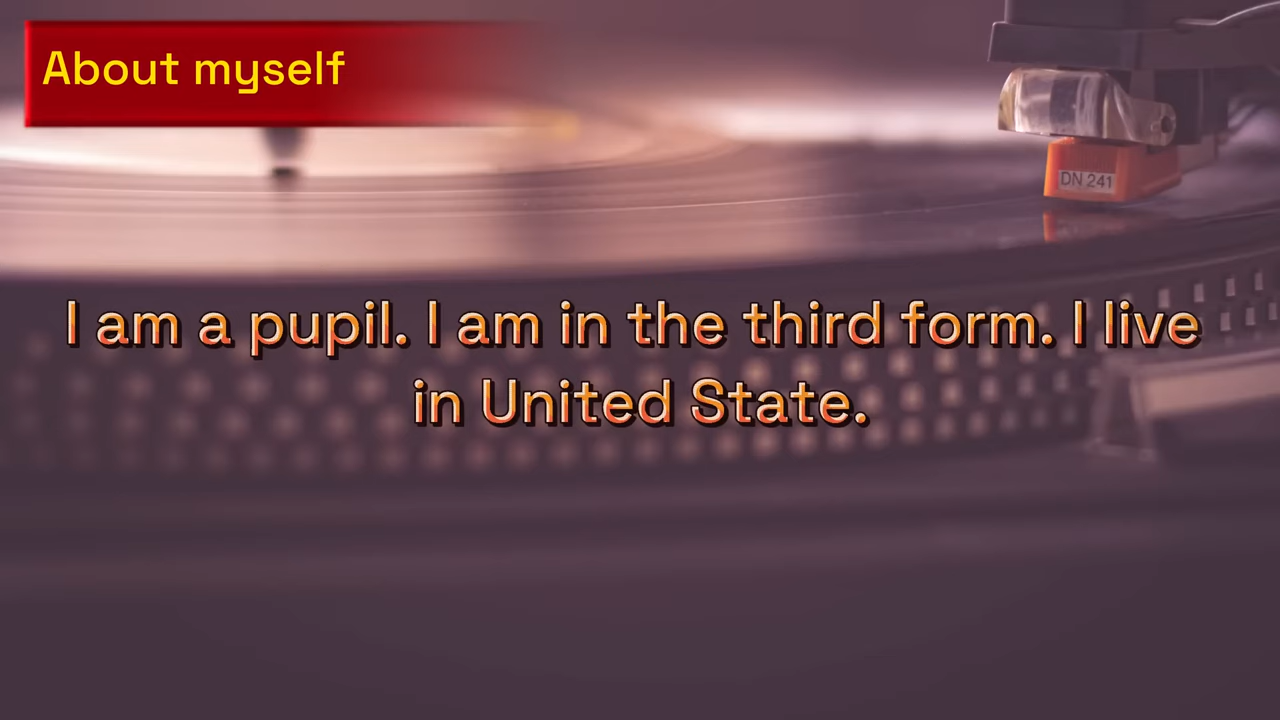 About myself
DN 241
I am a pupil. I am in the third form. I live
in United State.